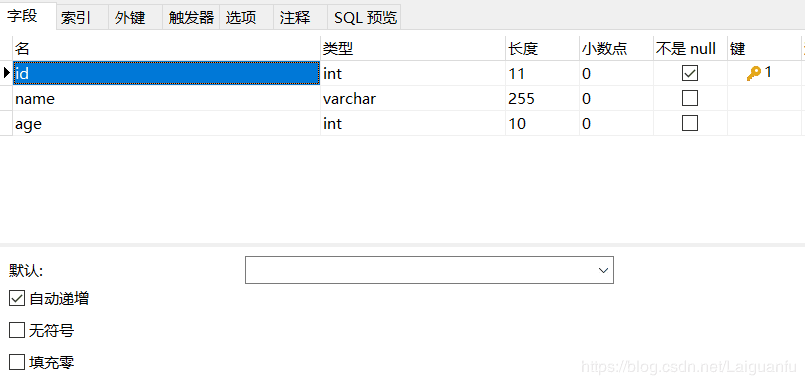 字段 索引 外键 触发器 选项 注释 SQL 预览
名 类型 长度 小数点 不是 null 键
id int 11 0 1
name varchar 255 0
age int 10 0
默认:
自动递增
无符号
填充零
https://blog.csdn.net/Laiguanfu